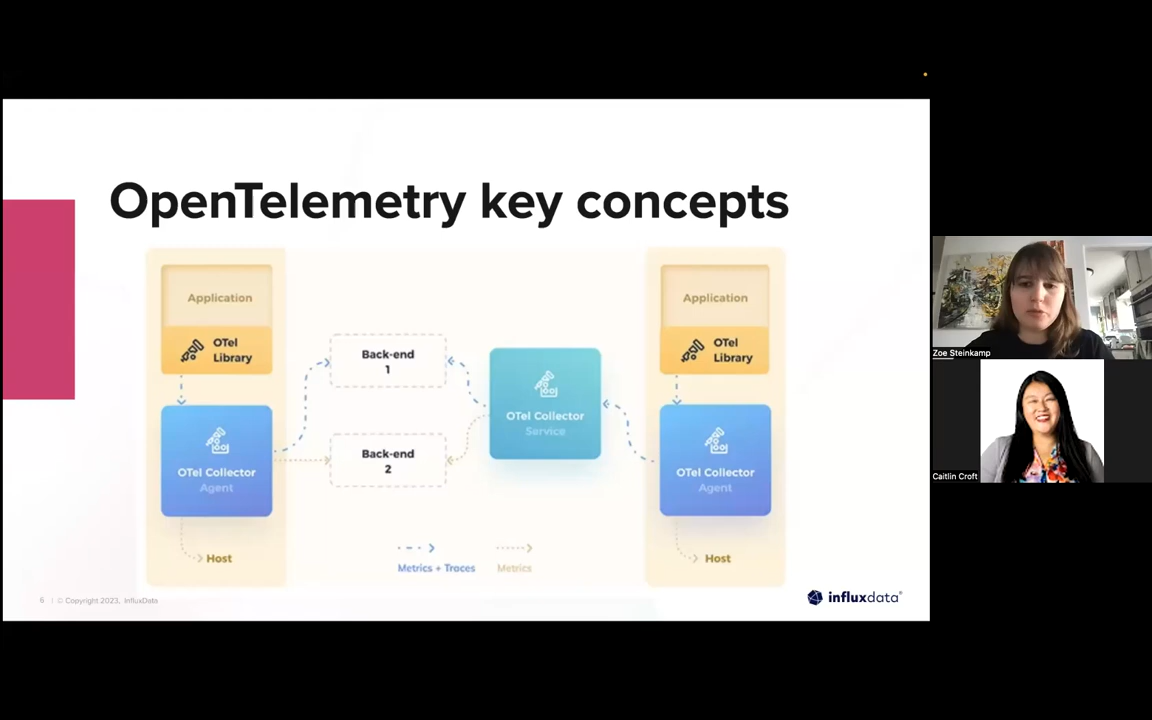 OpenTelemetry key concepts
Application
OTel
Library
OTel Collector
Agent
Host
Back-end
1
Back-end
2
OTel Collector
Service
Application
OTel
Library
OTel Collector
Agent
Host
Metrics + Traces
Metrics
6 | © Copyright 2023, InfluxData
influxdata®
Zoe Steinkamp
Caitlin Croft